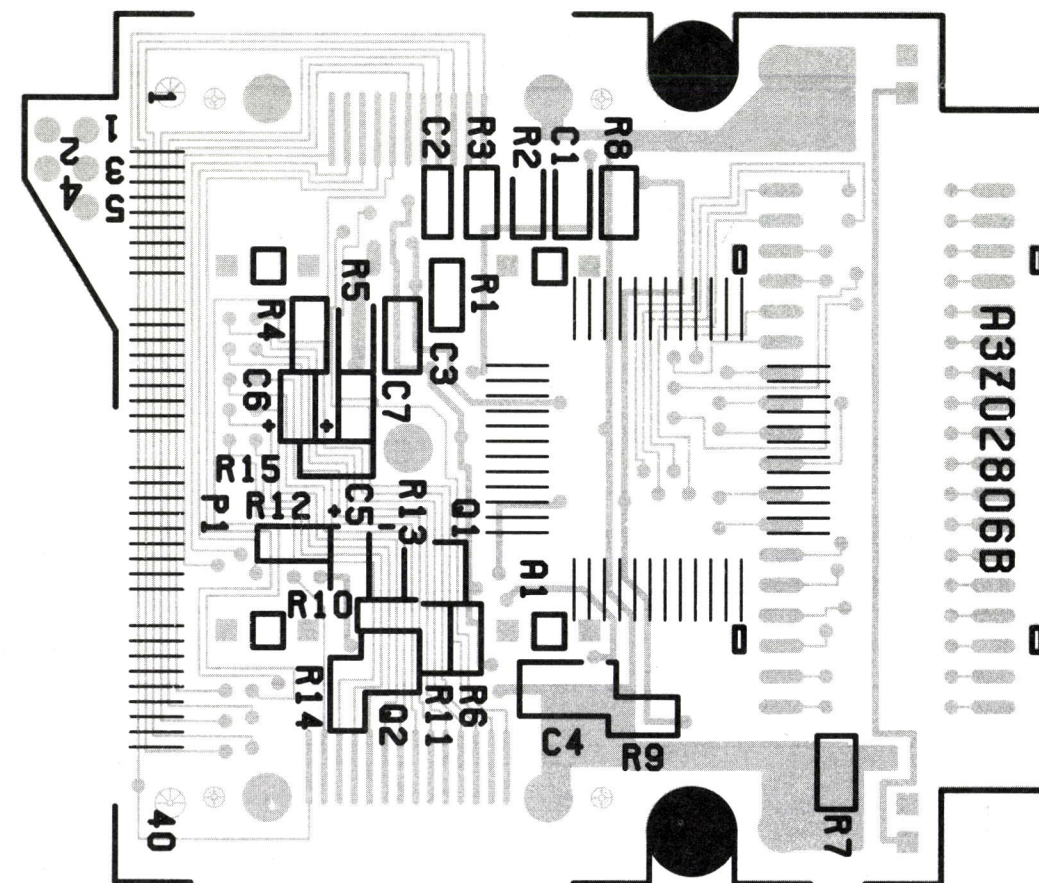 1
1
2
3
4
5
C2
R3
R2
C1
R8
R5
R1
R4
C3
C6
C7
+
+
R15
P1
R12
+
C5
-
R13
Q1
A1
R10
R14
Q2
R11
R6
C4
R9
R7
40
A3Z02806B